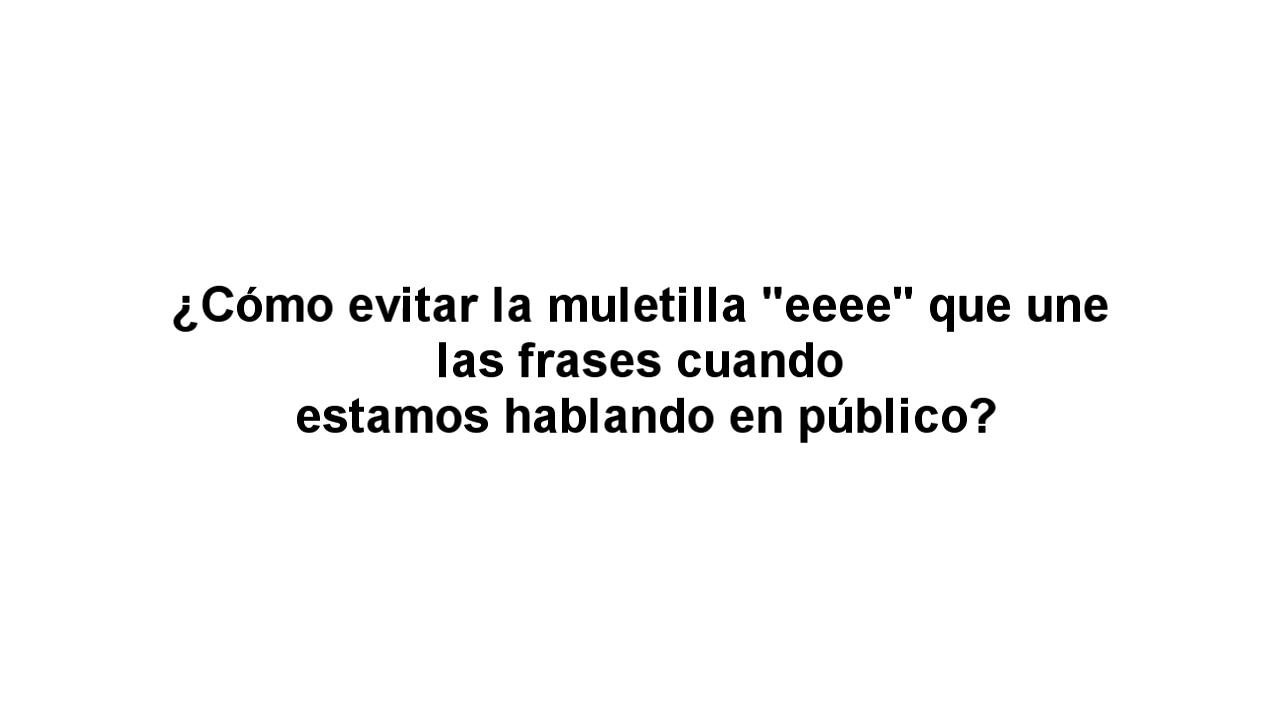 ¿Cómo evitar la muletilla "eeee" que une
las frases cuando
estamos hablando en público?